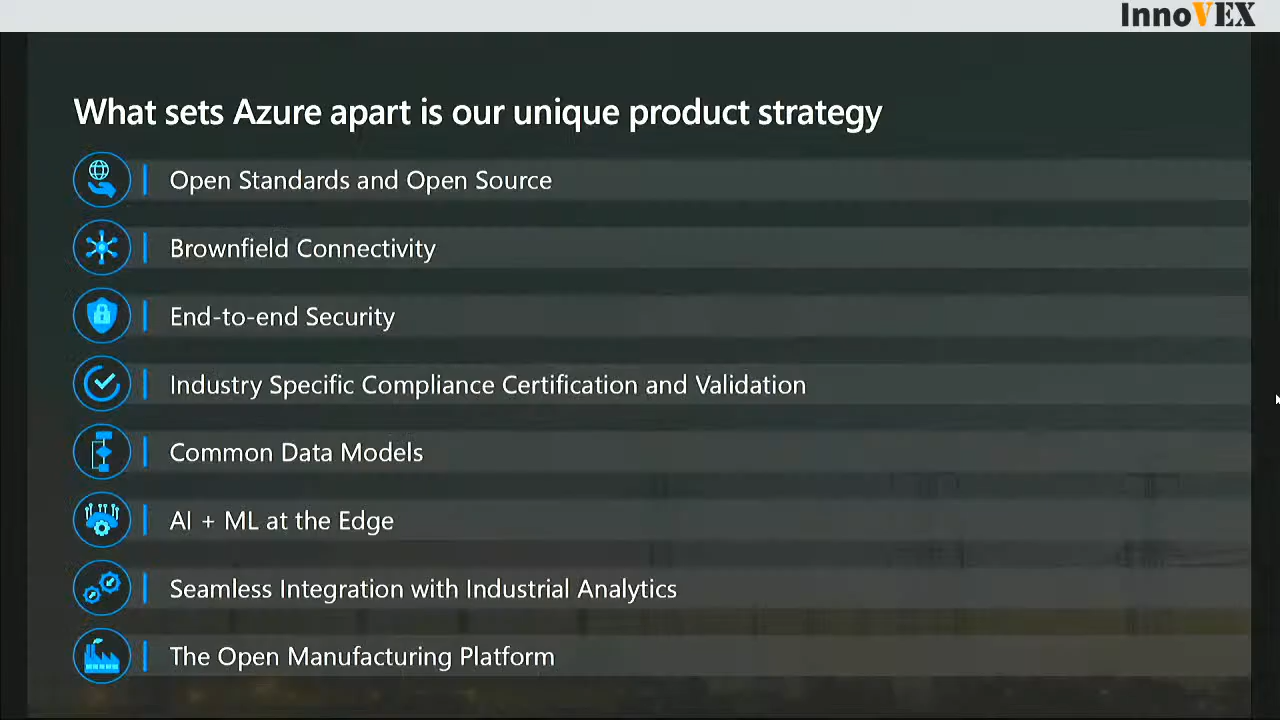 InnoVEX
What sets Azure apart is our unique product strategy
Open Standards and Open Source
Brownfield Connectivity
End-to-end Security
Industry Specific Compliance Certification and Validation
Common Data Models
AI + ML at the Edge
Seamless Integration with Industrial Analytics
The Open Manufacturing Platform